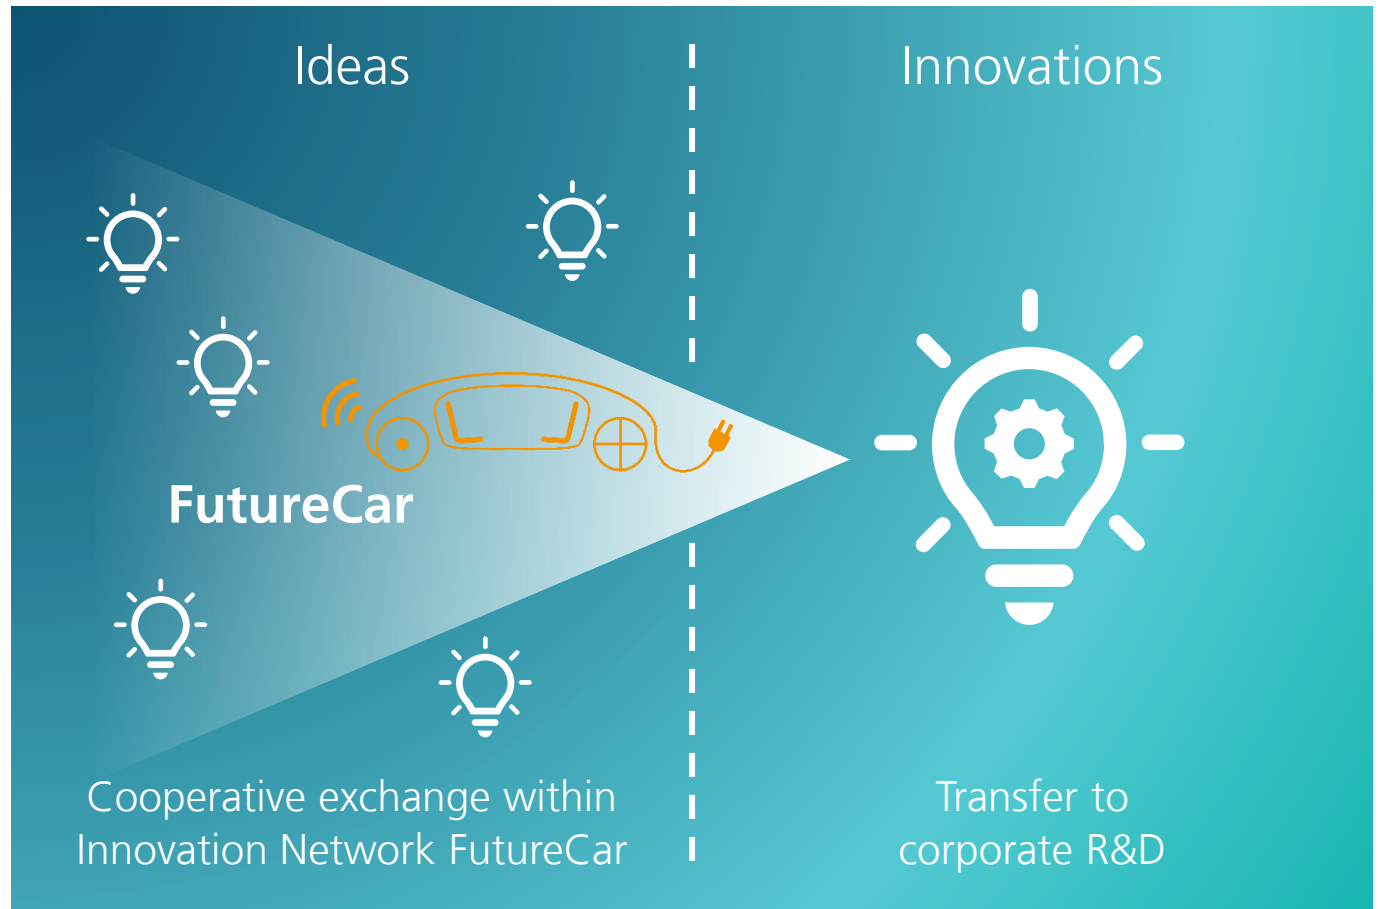 Ideas
Innovations
FutureCar
Cooperative exchange within
Innovation Network FutureCar
Transfer to
corporate R&D